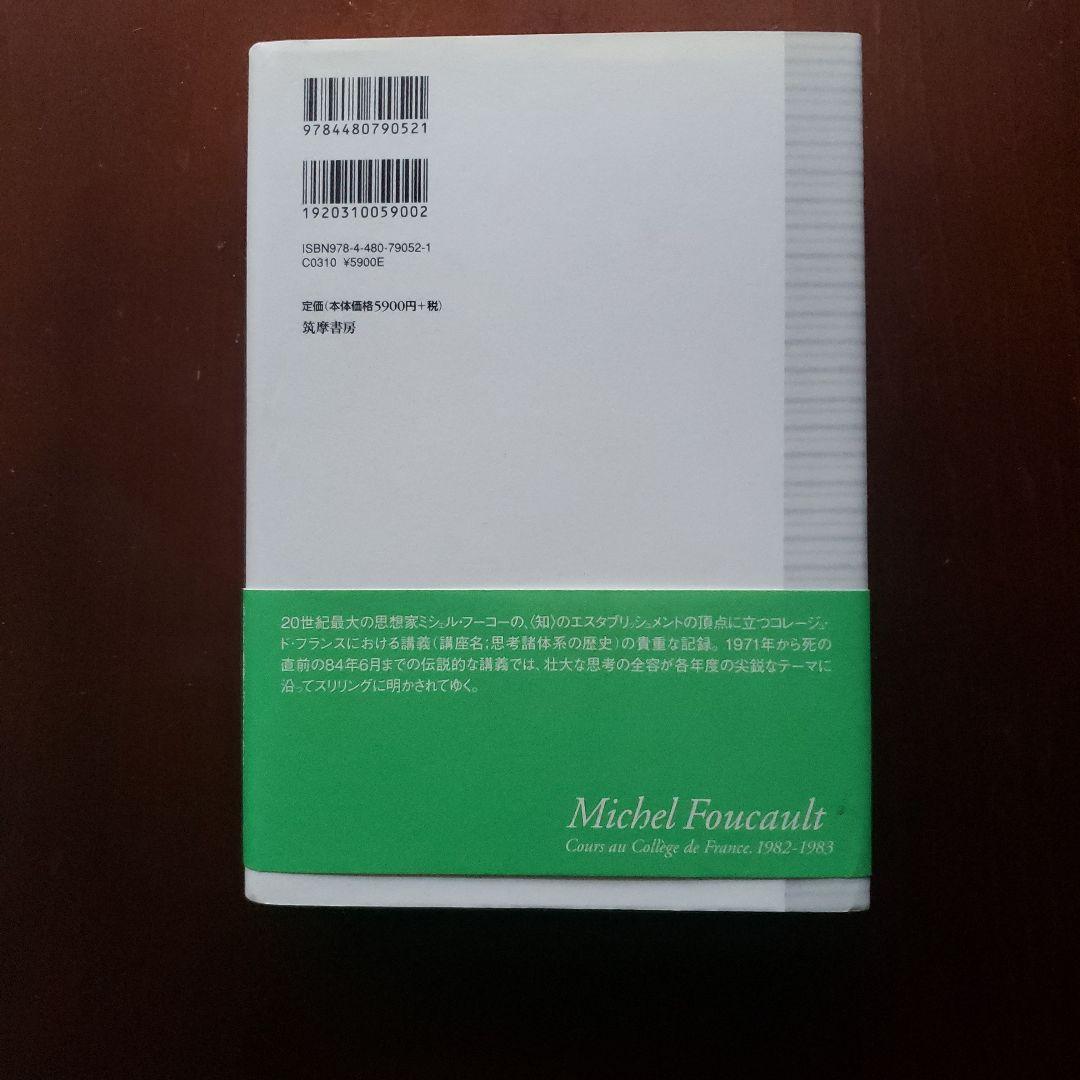 9784480790521
1920310059002
ISBN978-4-480-79052-1
C0310 ¥5900E
定価(本体価格5900円+税)
筑摩書房
20世紀最大の思想家ミシェル・フーコーの、〈知〉のエスタブリッシュメントの頂点に立つコレージュ・
ド・フランスにおける講義(講座名;思考諸体系の歴史)の貴重な記録。1971年から死の
直前の84年6月までの伝説的な講義では、壮大な思考の全容が各年度の尖鋭なテーマに
沿ってスリリングに明かされてゆく。
Michel Foucault
Cours au Collège de France. 1982-1983